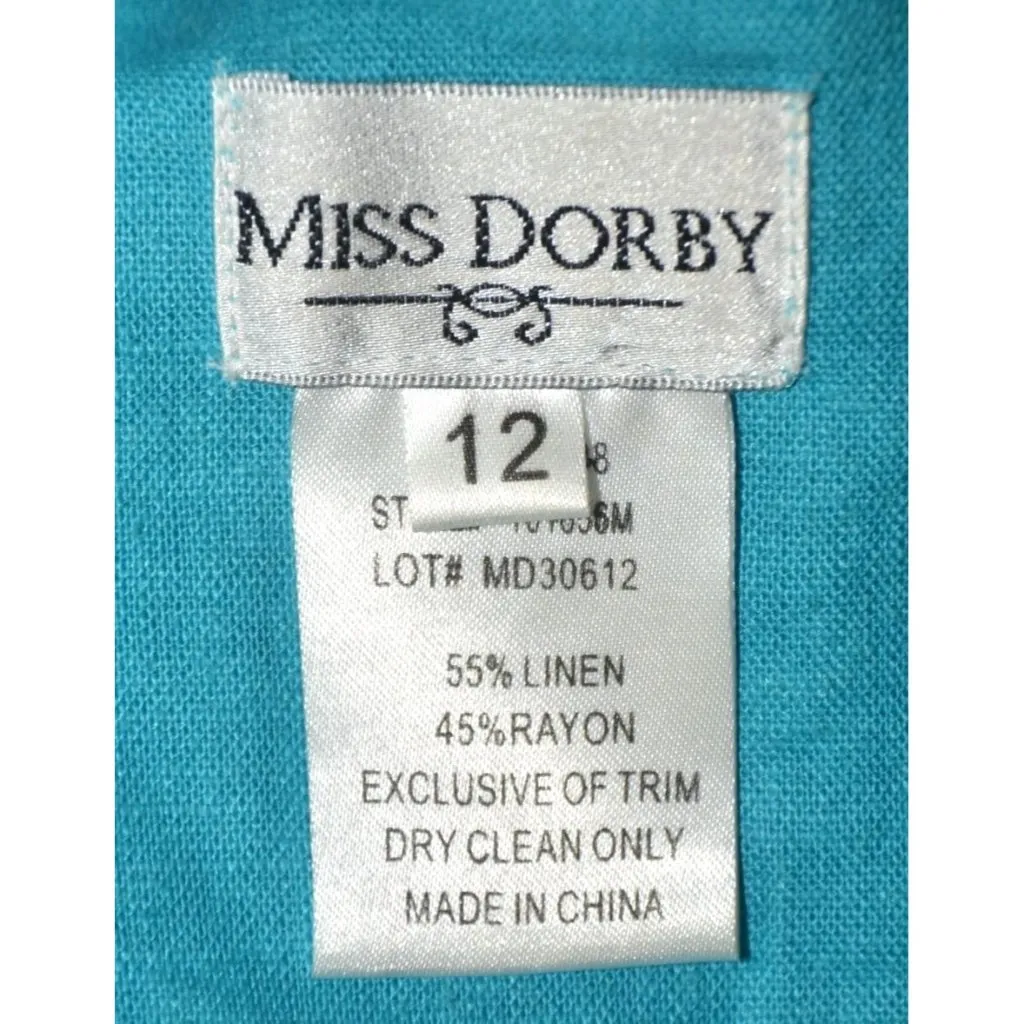 MISS DORBY
12
LOT# MD30612
55% LINEN
45%RAYON
EXCLUSIVE OF TRIM
DRY CLEAN ONLY
MADE IN CHINA